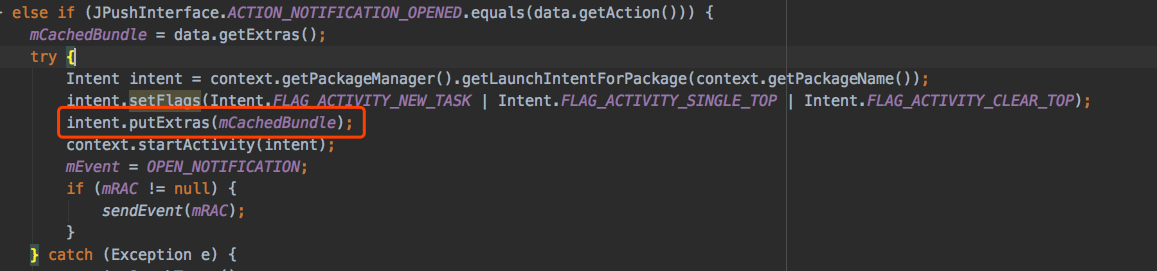 else if (JPushInterface.ACTION_NOTIFICATION_OPENED.equals(data.getAction())) {
mCachedBundle = data.getExtras();
try {
Intent intent = context.getPackageManager().getLaunchIntentForPackage(context.getPackageName());
intent.setFlags(Intent.FLAG_ACTIVITY_NEW_TASK | Intent.FLAG_ACTIVITY_SINGLE_TOP | Intent.FLAG_ACTIVITY_CLEAR_TOP);
intent.putExtras(mCachedBundle);
context.startActivity(intent);
mEvent = OPEN_NOTIFICATION;
if (mRAC != null) {
sendEvent(mRAC);
}
} catch (Exception e) {